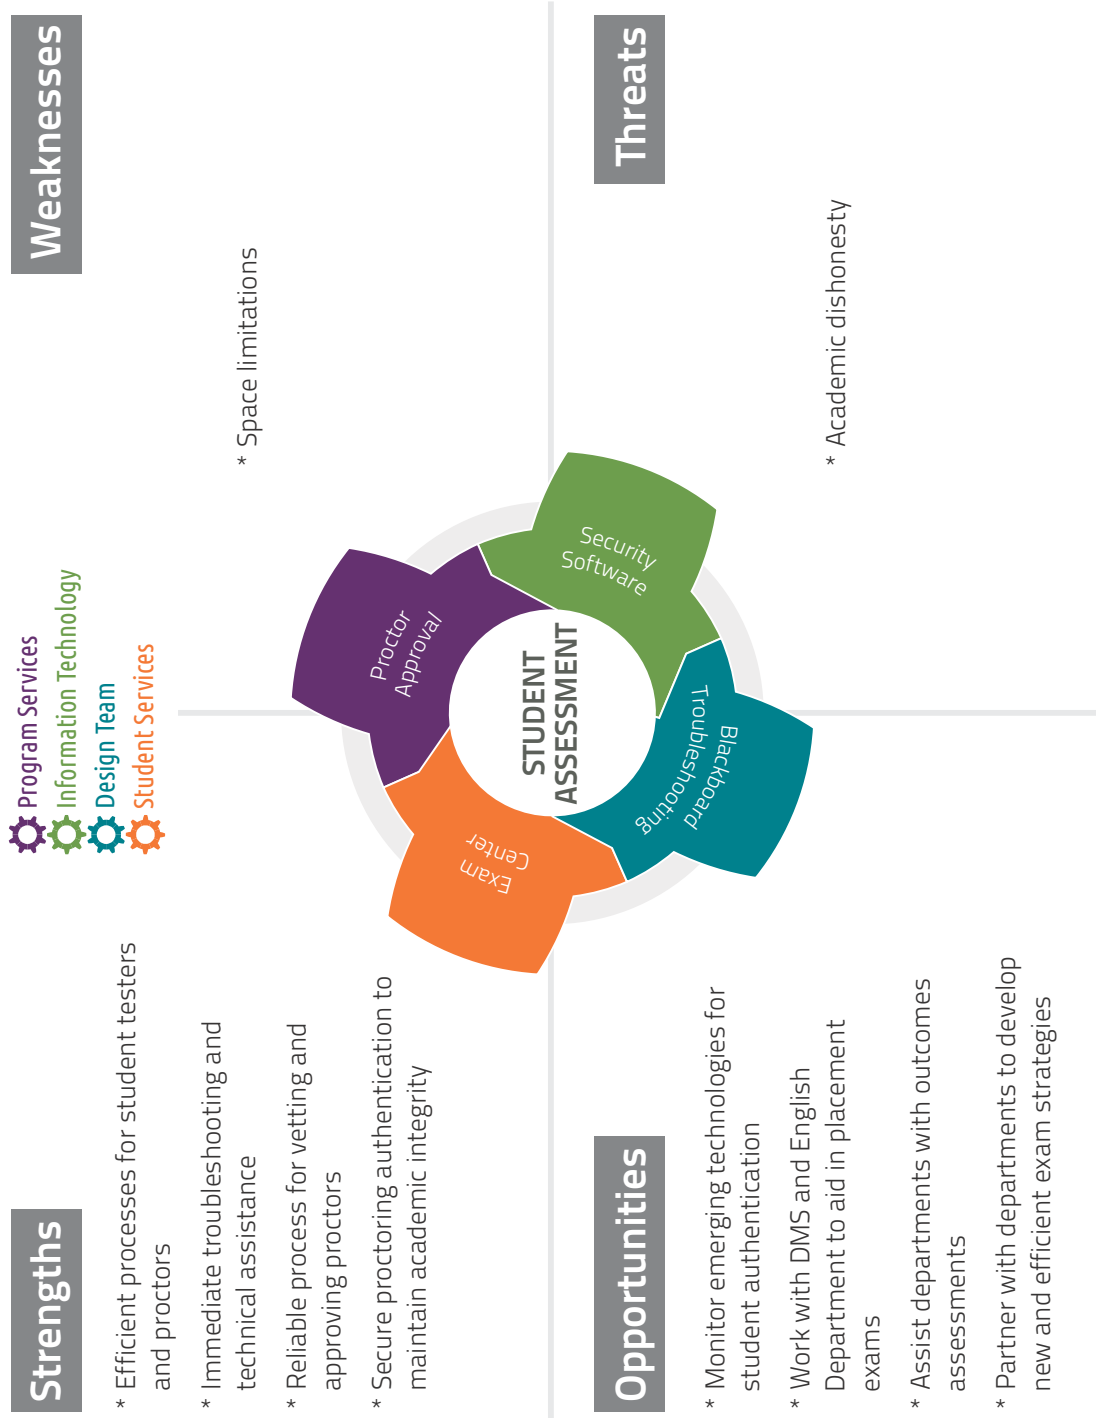 Program Services
Information Technology
Design Team
Student Services
Strengths
* Efficient processes for student testers
and proctors
* Immediate troubleshooting and
technical assistance
* Reliable process for vetting and
approving proctors
* Secure proctoring authentication to
maintain academic integrity
Weaknesses
* Space limitations
Proctor
Approval
Security
Software
Blackboard
Troubleshooting
Exam
Center
STUDENT
ASSESSMENT
Opportunities
* Monitor emerging technologies for
student authentication
* Work with DMS and English
Department to aid in placement
exams
* Assist departments with outcomes
assessments
* Partner with departments to develop
new and efficient exam strategies
Threats
* Academic dishonesty